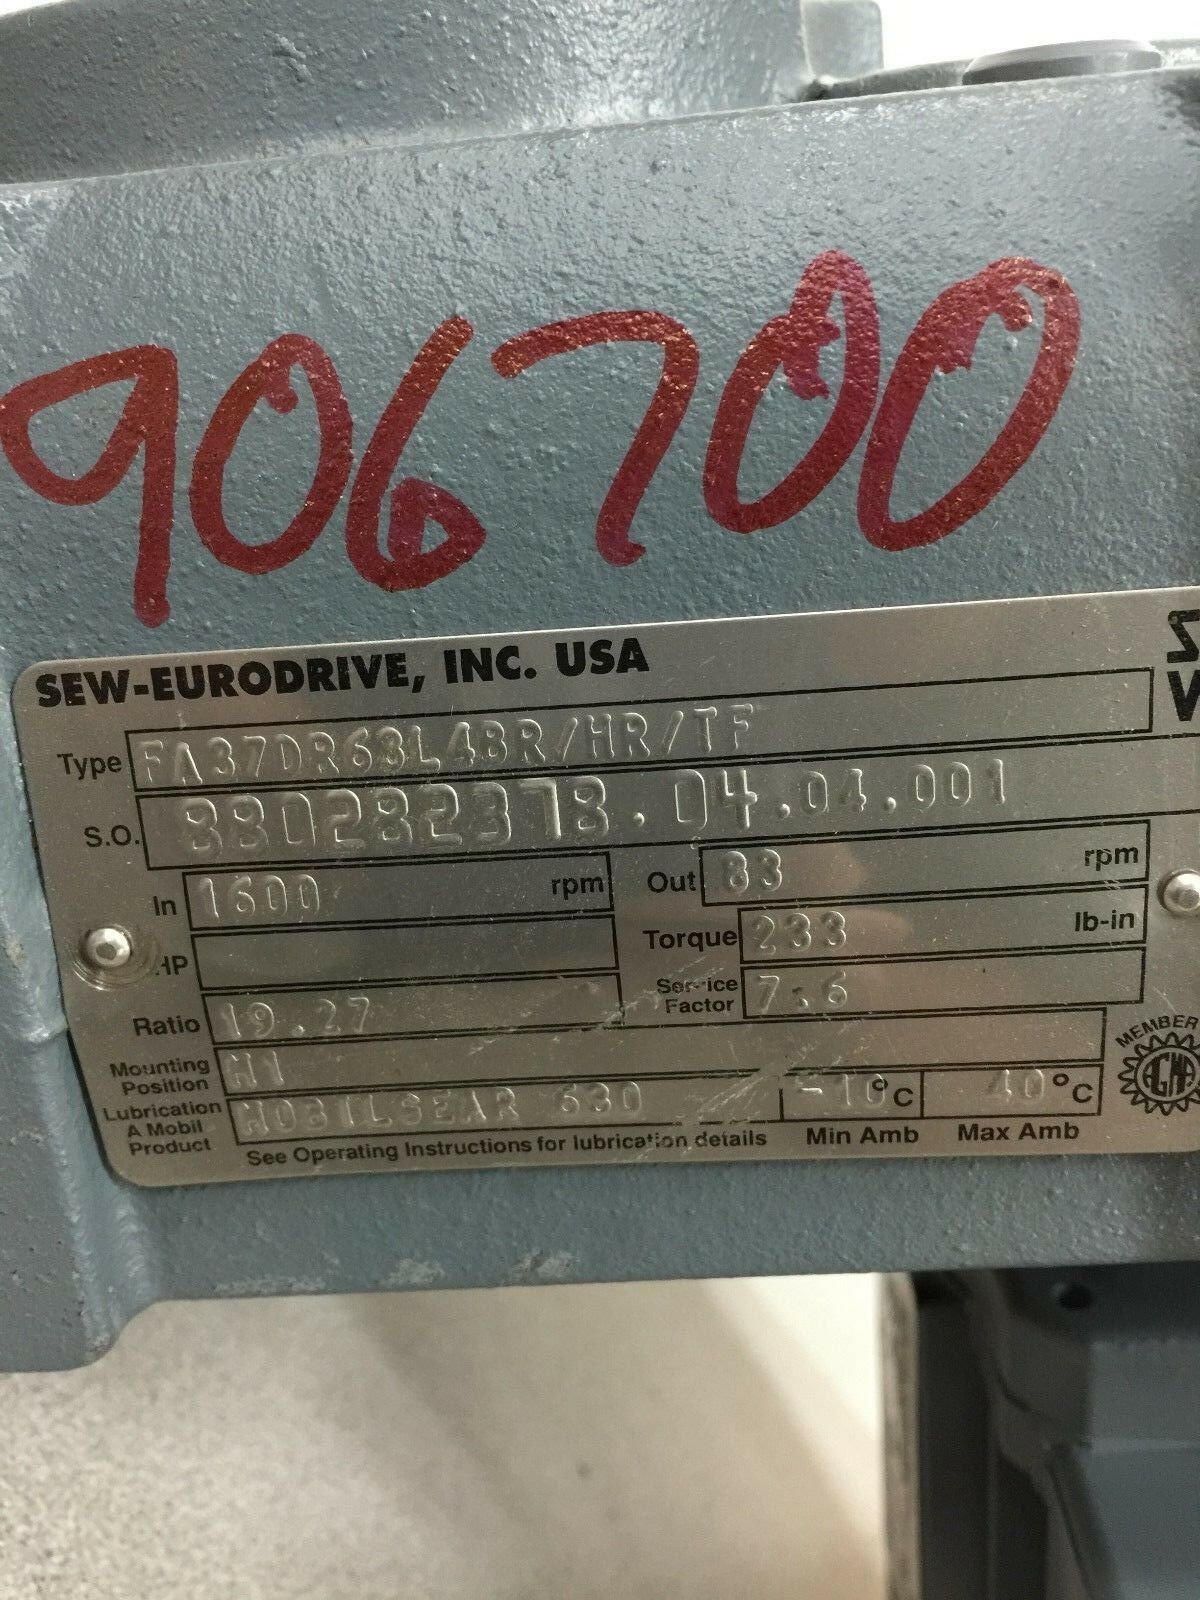 906700
SEW-EURODRIVE, INC. USA
Type FA37DR63L4BR/HR/TF
S.O. 880282378.04.04.001
In 1600 rpm Out 83 rpm
HP Torque 233 lb-in
Ratio 19.27 Service Factor 7.6
Mounting Position M1
Lubrication A Mobil Product MOBILGEAR 630 -10°C 40°C
See Operating Instructions for lubrication details Min Amb Max Amb
MEMBER
AGMA